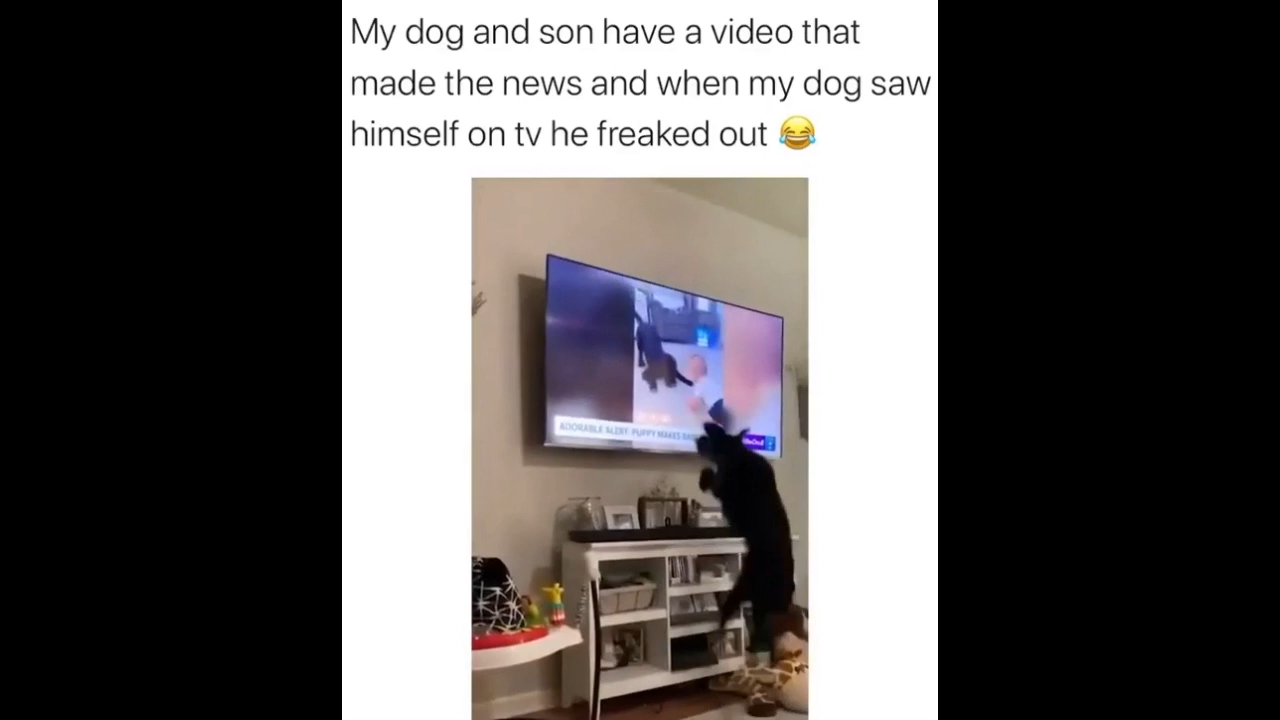 My dog and son have a video that
made the news and when my dog saw
himself on tv he freaked out 😂
ADORABLE ALERT: PUPPY MAKES